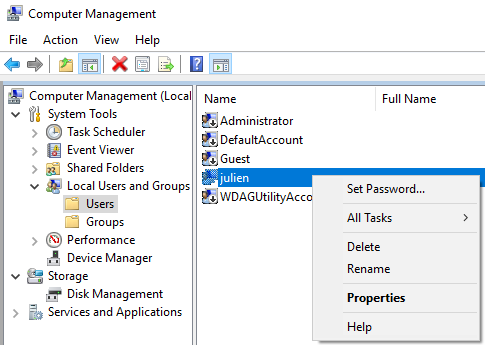 Computer Management
File Action View Help
Computer Management (Local
System Tools
Task Scheduler
Event Viewer
Shared Folders
Local Users and Groups
Users
Groups
Performance
Device Manager
Storage
Disk Management
Services and Applications
Name Full Name
Administrator
DefaultAccount
Guest
julien
WDAGUtilityAcco
Set Password...
All Tasks
Delete
Rename
Properties
Help